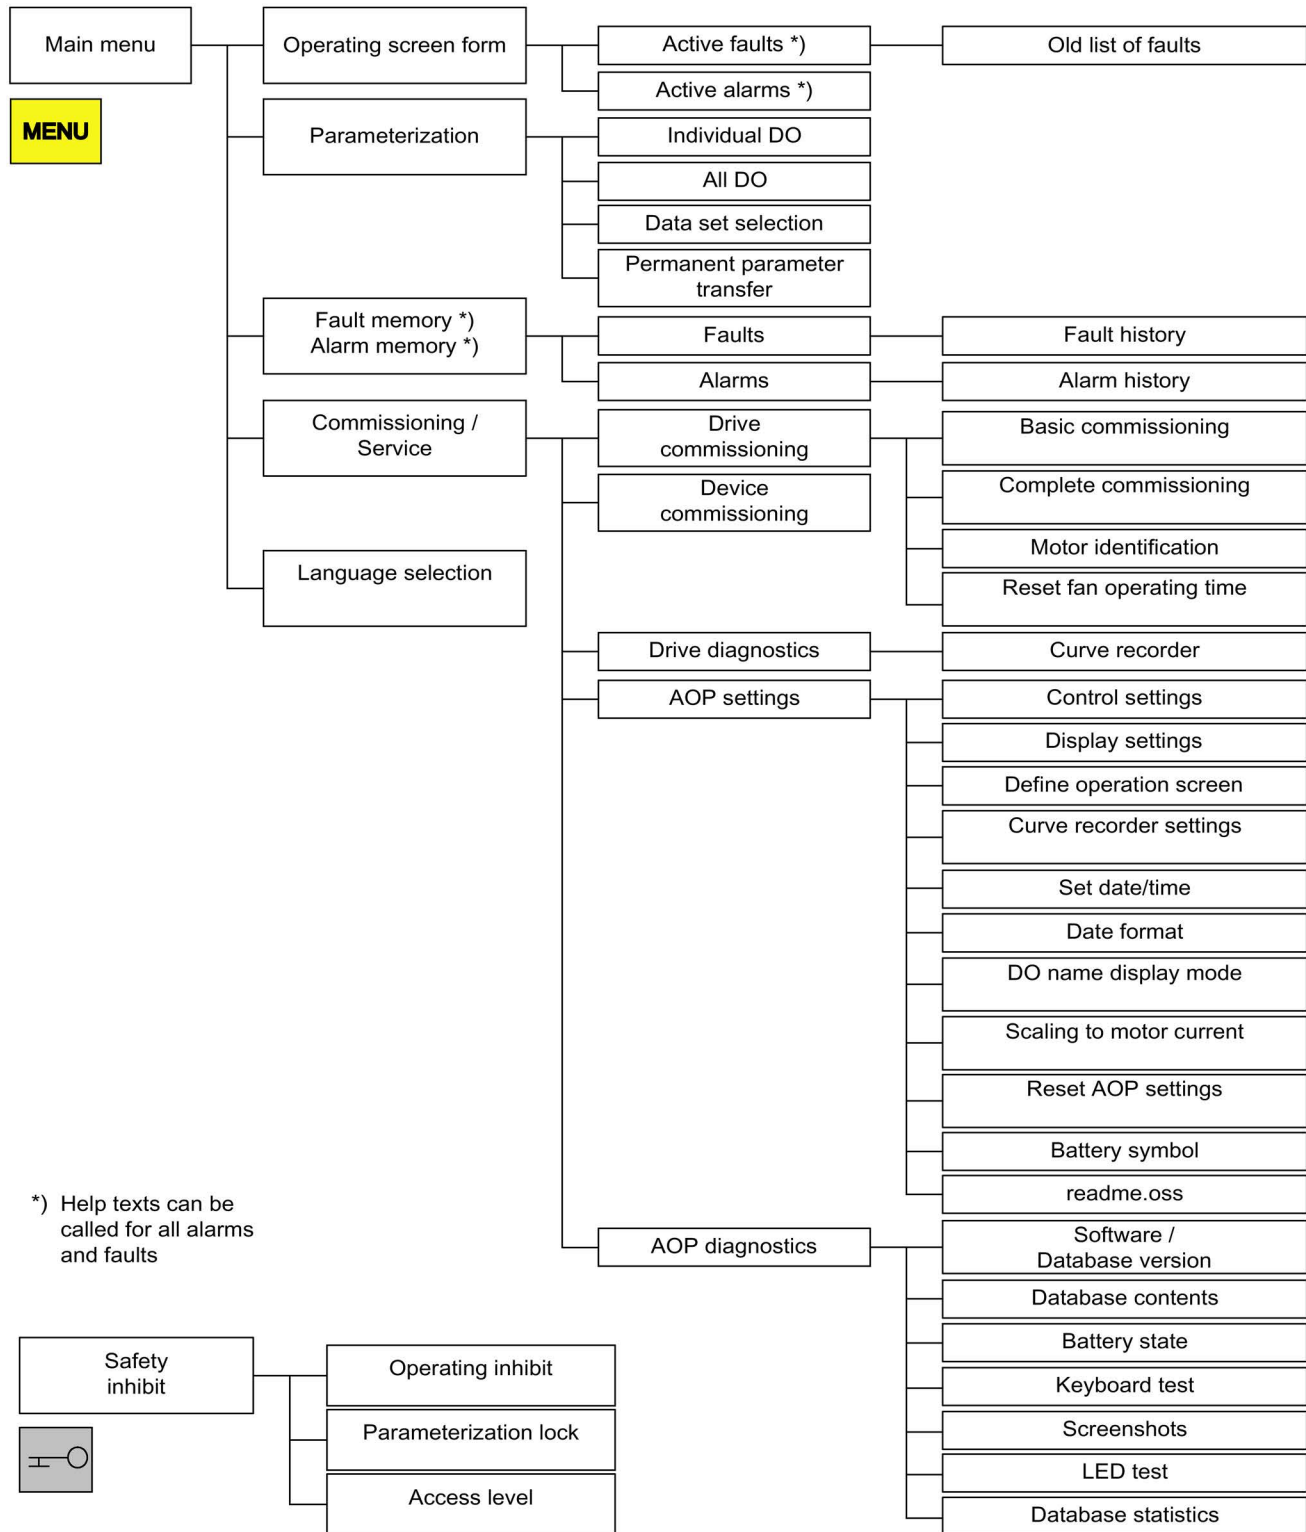 Main menu
Operating screen form
Active faults *)
Old list of faults
Active alarms *)
MENU
Parameterization
Individual DO
All DO
Data set selection
Permanent parameter
transfer
Fault memory *)
Alarm memory *)
Faults
Fault history
Alarms
Alarm history
Commissioning /
Service
Drive
commissioning
Basic commissioning
Complete commissioning
Device
commissioning
Motor identification
Language selection
Reset fan operating time
Drive diagnostics
Curve recorder
AOP settings
Control settings
Display settings
Define operation screen
Curve recorder settings
Set date/time
Date format
DO name display mode
Scaling to motor current
Reset AOP settings
Battery symbol
readme.oss
*) Help texts can be
called for all alarms
and faults
AOP diagnostics
Software /
Database version
Database contents
Battery state
Keyboard test
Screenshots
LED test
Database statistics
Safety
inhibit
Operating inhibit
Parameterization lock
Access level